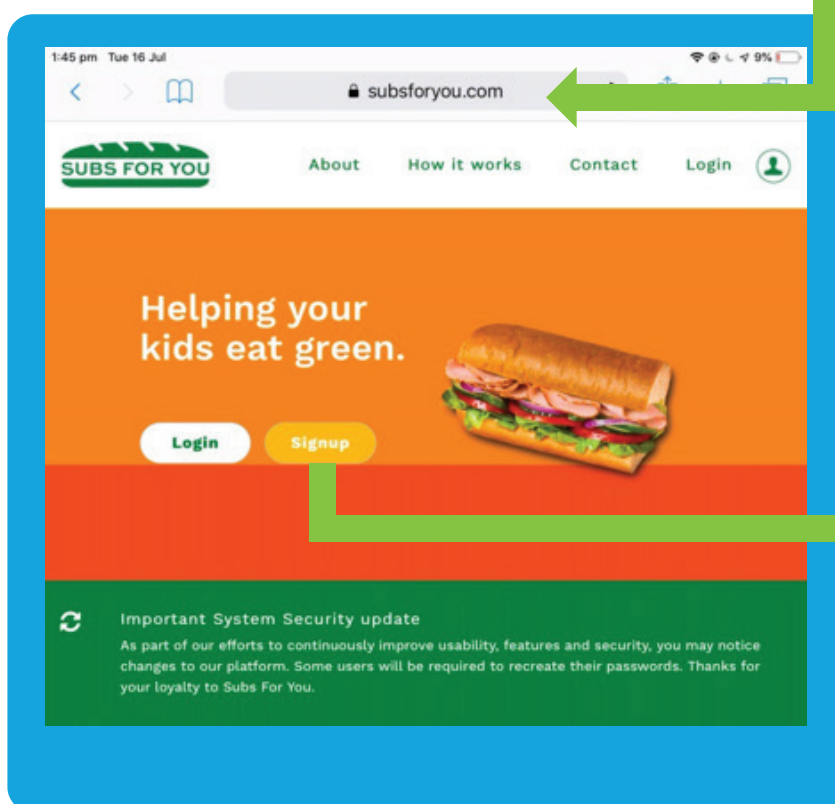 1:45 pm Tue 16 Jul
9%
subsforyou.com
SUBS FOR YOU
About How it works Contact Login
Helping your
kids eat green.
Login Signup
Important System Security update
As part of our efforts to continuously improve usability, features and security, you may notice
changes to our platform. Some users will be required to recreate their passwords. Thanks for
your loyalty to Subs For You.